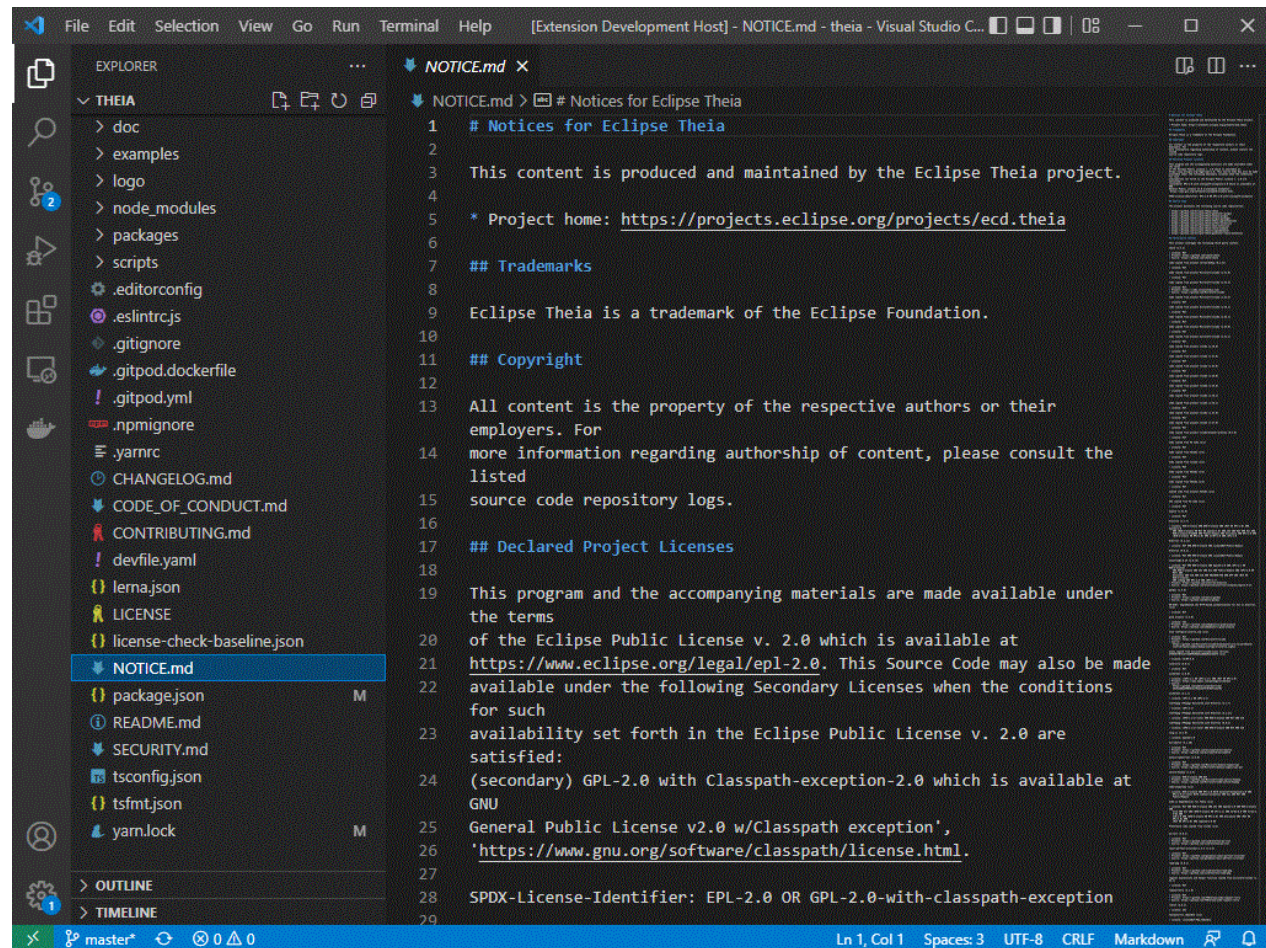 File Edit Selection View Go Run Terminal Help [Extension Development Host] - NOTICE.md - theia - Visual Studio C...
EXPLORER
THEIA
doc
examples
logo
node_modules
packages
scripts
.editorconfig
.eslintrc.js
.gitignore
.gitpod.dockerfile
.gitpod.yml
.npmignore
.yarnrc
CHANGELOG.md
CODE_OF_CONDUCT.md
CONTRIBUTING.md
devfile.yaml
lerna.json
LICENSE
license-check-baseline.json
NOTICE.md
package.json M
README.md
SECURITY.md
tsconfig.json
tsfmt.json
yarn.lock M
OUTLINE
TIMELINE
2
1
NOTICE.md
NOTICE.md > # Notices for Eclipse Theia
1 # Notices for Eclipse Theia
2
3 This content is produced and maintained by the Eclipse Theia project.
4
5 * Project home: https://projects.eclipse.org/projects/ecd.theia
6
7 ## Trademarks
8
9 Eclipse Theia is a trademark of the Eclipse Foundation.
10
11 ## Copyright
12
13 All content is the property of the respective authors or their
employers. For
14 more information regarding authorship of content, please consult the
listed
15 source code repository logs.
16
17 ## Declared Project Licenses
18
19 This program and the accompanying materials are made available under
the terms
20 of the Eclipse Public License v. 2.0 which is available at
21 https://www.eclipse.org/legal/epl-2.0. This Source Code may also be made
22 available under the following Secondary Licenses when the conditions
for such
23 availability set forth in the Eclipse Public License v. 2.0 are
satisfied:
24 (secondary) GPL-2.0 with Classpath-exception-2.0 which is available at
GNU
25 General Public License v2.0 w/Classpath exception',
26 'https://www.gnu.org/software/classpath/license.html.
27
28 SPDX-License-Identifier: EPL-2.0 OR GPL-2.0-with-classpath-exception
29
master* 0 0 Ln 1, Col 1 Spaces: 3 UTF-8 CRLF Markdown